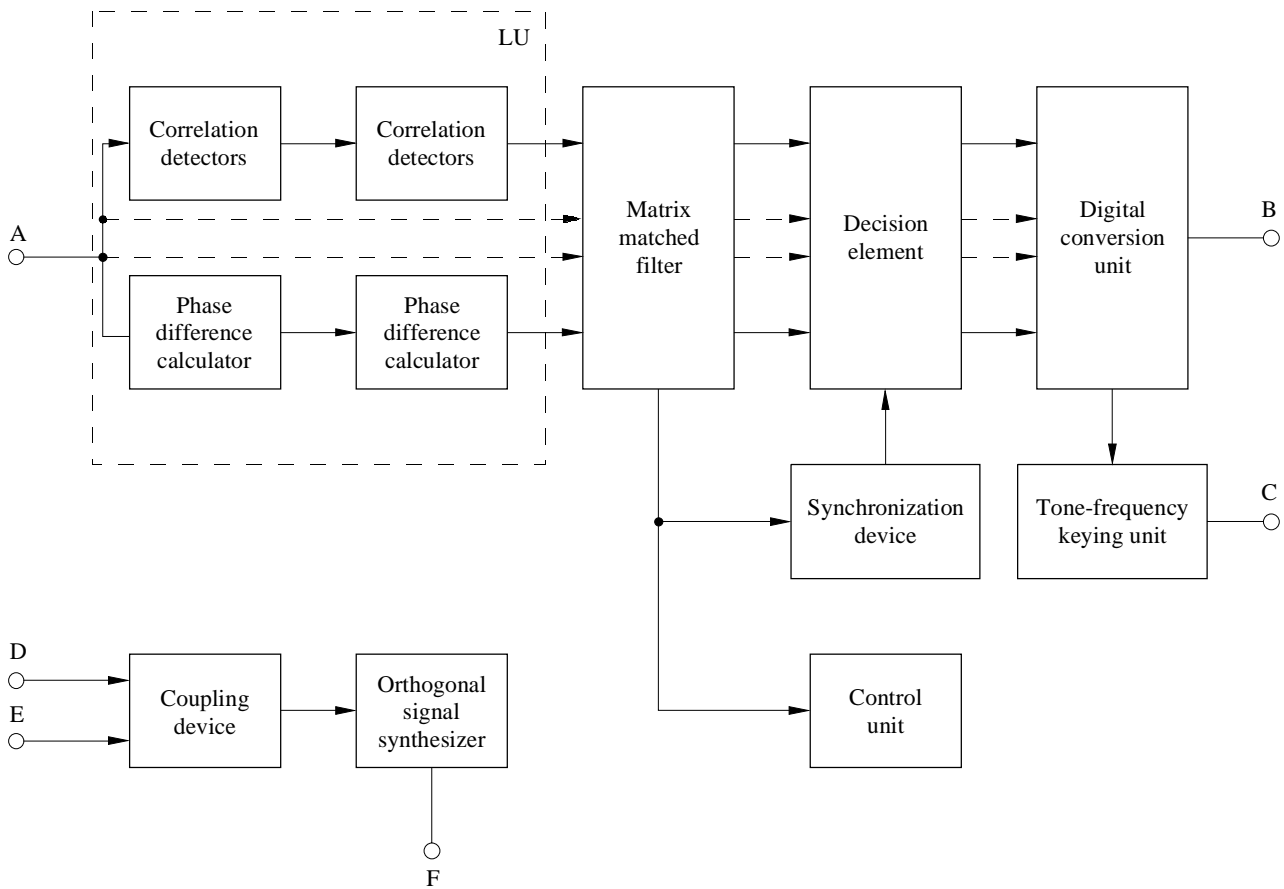 LU
Correlation
detectors
Correlation
detectors
Matrix
matched
filter
Decision
element
Digital
conversion
unit
A
B
Phase
difference
calculator
Phase
difference
calculator
Synchronization
device
Tone-frequency
keying unit
C
D
E
Coupling
device
Orthogonal
signal
synthesizer
Control
unit
F